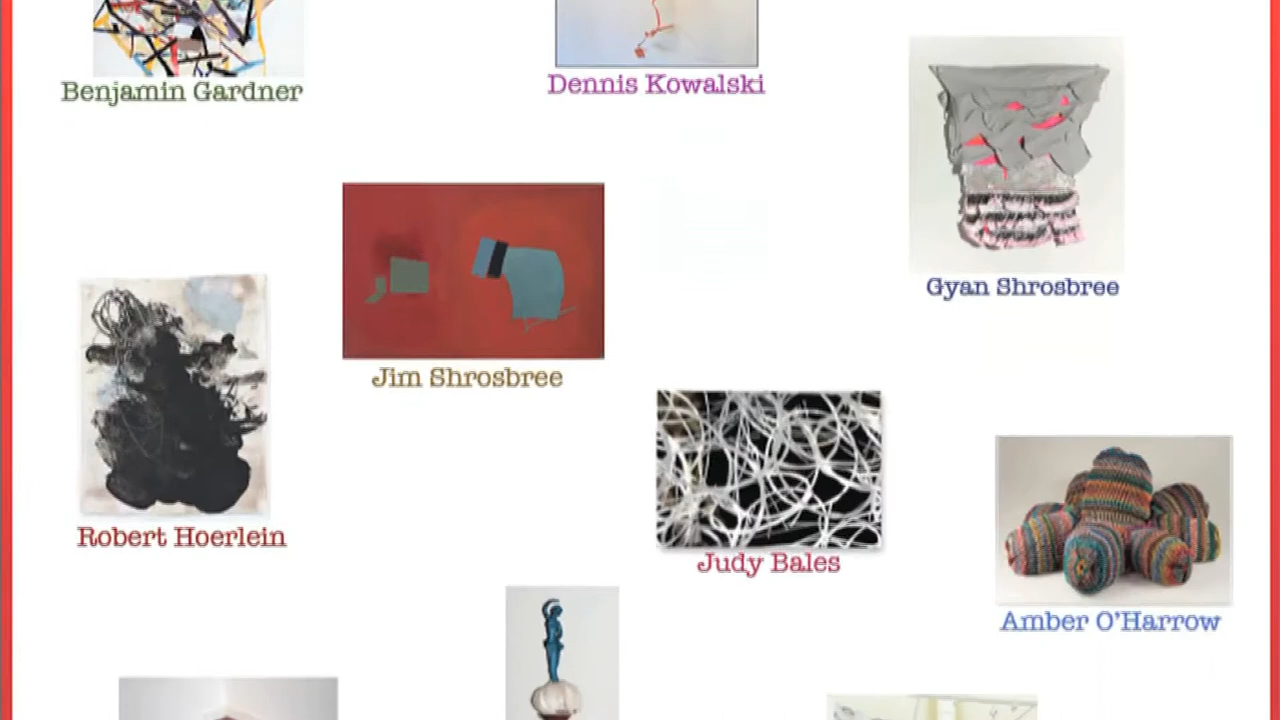 Benjamin Gardner
Dennis Kowalski
Gyan Shrosbree
Jim Shrosbree
Robert Hoerlein
Judy Bales
Amber O'Harrow